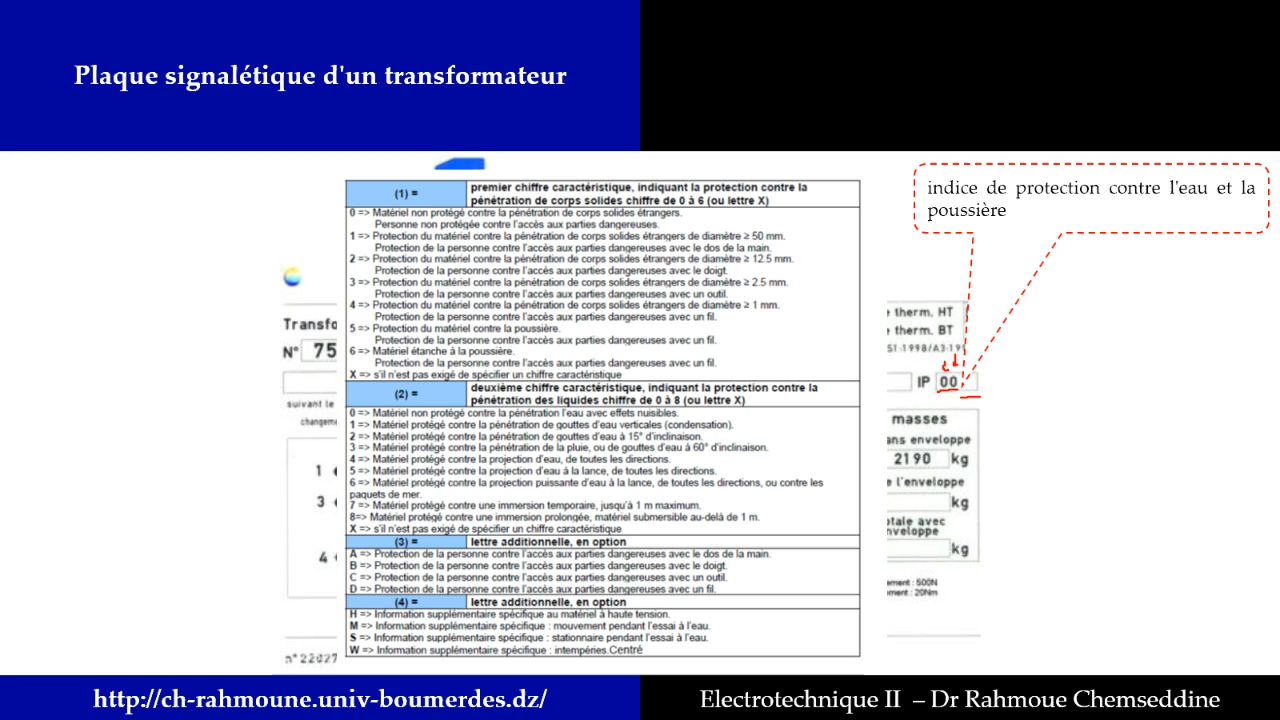 Plaque signalétique d'un transformateur
indice de protection contre l'eau et la
poussière
(1) =
premier chiffre caractéristique, indiquant la protection contre la
pénétration de corps solides chiffre de 0 à 6 (ou lettre X)
0 => Matériel non protégé contre la pénétration de corps solides étrangers.
Personne non protégée contre l'accès aux parties dangereuses.
1 => Protection du matériel contre la pénétration de corps solides étrangers de diamètre ≥ 50 mm.
Protection de la personne contre l'accès aux parties dangereuses avec le dos de la main.
2 => Protection du matériel contre la pénétration de corps solides étrangers de diamètre ≥ 12.5 mm.
Protection de la personne contre l'accès aux parties dangereuses avec le doigt.
3 => Protection du matériel contre la pénétration de corps solides étrangers de diamètre ≥ 2.5 mm.
Protection de la personne contre l'accès aux parties dangereuses avec un outil.
4 => Protection du matériel contre la pénétration de corps solides étrangers de diamètre ≥ 1 mm.
Protection de la personne contre l'accès aux parties dangereuses avec un fil.
5 => Protection du matériel contre la poussière.
Protection de la personne contre l'accès aux parties dangereuses avec un fil.
6 => Matériel étanche à la poussière.
Protection de la personne contre l'accès aux parties dangereuses avec un fil.
X => s'il n'est pas exigé de spécifier un chiffre caractéristique
(2) =
deuxième chiffre caractéristique, indiquant la protection contre la
pénétration des liquides chiffre de 0 à 8 (ou lettre X)
0 => Matériel non protégé contre la pénétration l'eau avec effets nuisibles.
1 => Matériel protégé contre la pénétration de gouttes d'eau verticales (condensation).
2 => Matériel protégé contre la pénétration de gouttes d'eau à 15° d'inclinaison.
3 => Matériel protégé contre la pénétration de la pluie, ou de gouttes d'eau à 60° d'inclinaison.
4 => Matériel protégé contre la projection d'eau, de toutes les directions.
5 => Matériel protégé contre la projection d'eau à la lance, de toutes les directions.
6 => Matériel protégé contre la projection puissante d'eau à la lance, de toutes les directions, ou contre les
paquets de mer.
7 => Matériel protégé contre une immersion temporaire, jusqu'à 1 m maximum.
8=> Matériel protégé contre une immersion prolongée, matériel submersible au-delà de 1 m.
X => s'il n'est pas exigé de spécifier un chiffre caractéristique
(3) =
lettre additionnelle, en option
A => Protection de la personne contre l'accès aux parties dangereuses avec le dos de la main.
B => Protection de la personne contre l'accès aux parties dangereuses avec le doigt.
C => Protection de la personne contre l'accès aux parties dangereuses avec un outil.
D => Protection de la personne contre l'accès aux parties dangereuses avec un fil.
(4) =
lettre additionnelle, en option
H => Information supplémentaire spécifique au matériel à haute tension.
M => Information supplémentaire spécifique : mouvement pendant l'essai à l'eau.
S => Information supplémentaire spécifique : stationnaire pendant l'essai à l'eau.
W => Information supplémentaire spécifique : intempéries.Centré
Transfo
N° 75
suivant le
changeme
1
3
4
n°22027
therm. HT
therm. BT
IP 00
masses
ans enveloppe
2190 kg
e l'enveloppe
kg
otale avec
nveloppe
kg
ement : 500N
ment : 20Nm
http://ch-rahmoune.univ-boumerdes.dz/
Electrotechnique II – Dr Rahmoue Chemseddine